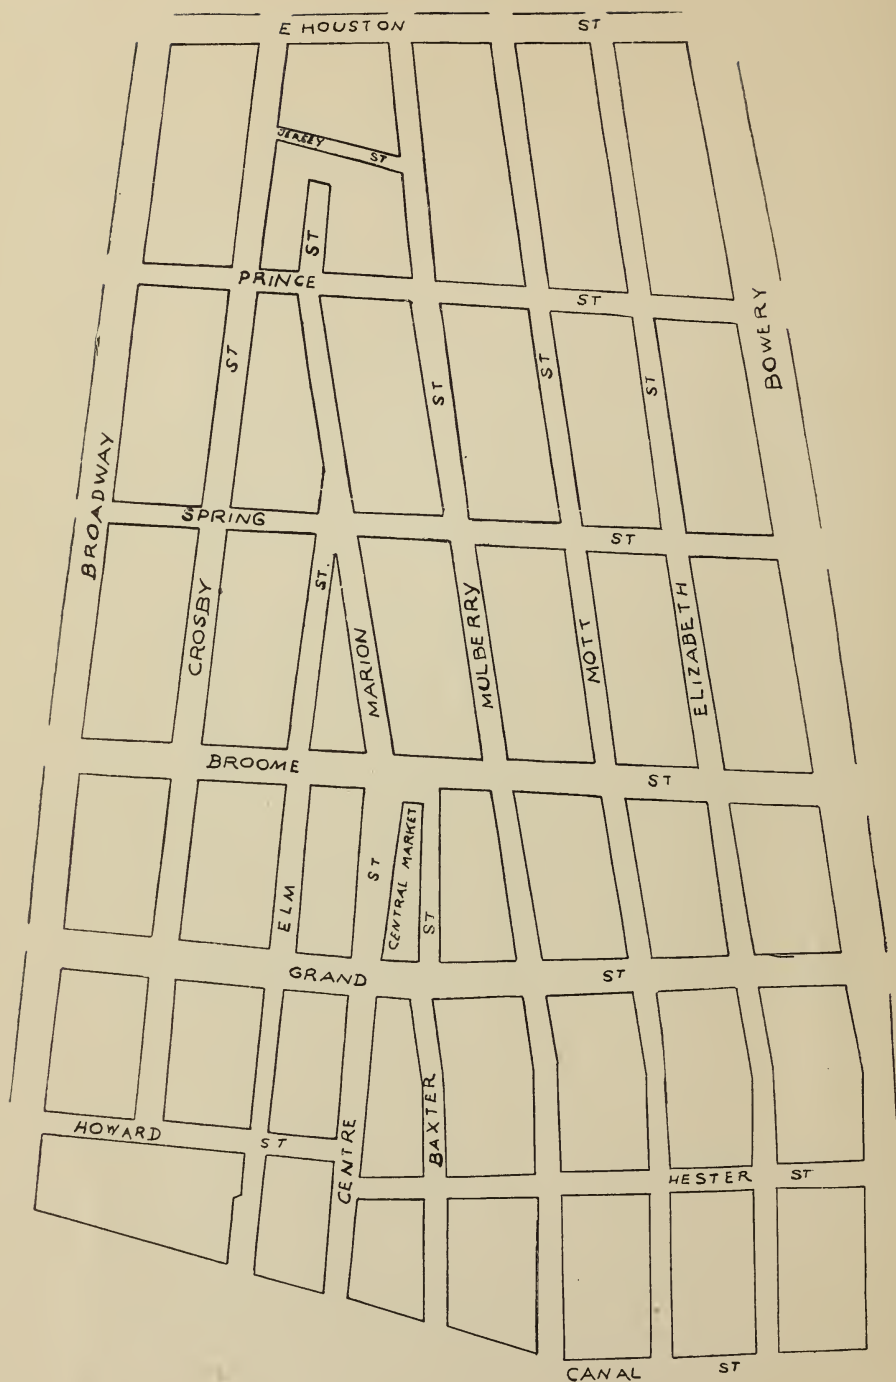 E HOUSTON ST
JERSEY ST
ST
PRINCE ST
ST
ST
ST
ST
BOWERY
BROADWAY
SPRING ST
CROSBY
ST.
MARION
MULBERRY
MOTT
ELIZABETH
BROOME ST
ELM
ST
CENTRAL MARKET
ST
GRAND ST
HOWARD ST
CENTRE
BAXTER
HESTER ST
CANAL ST